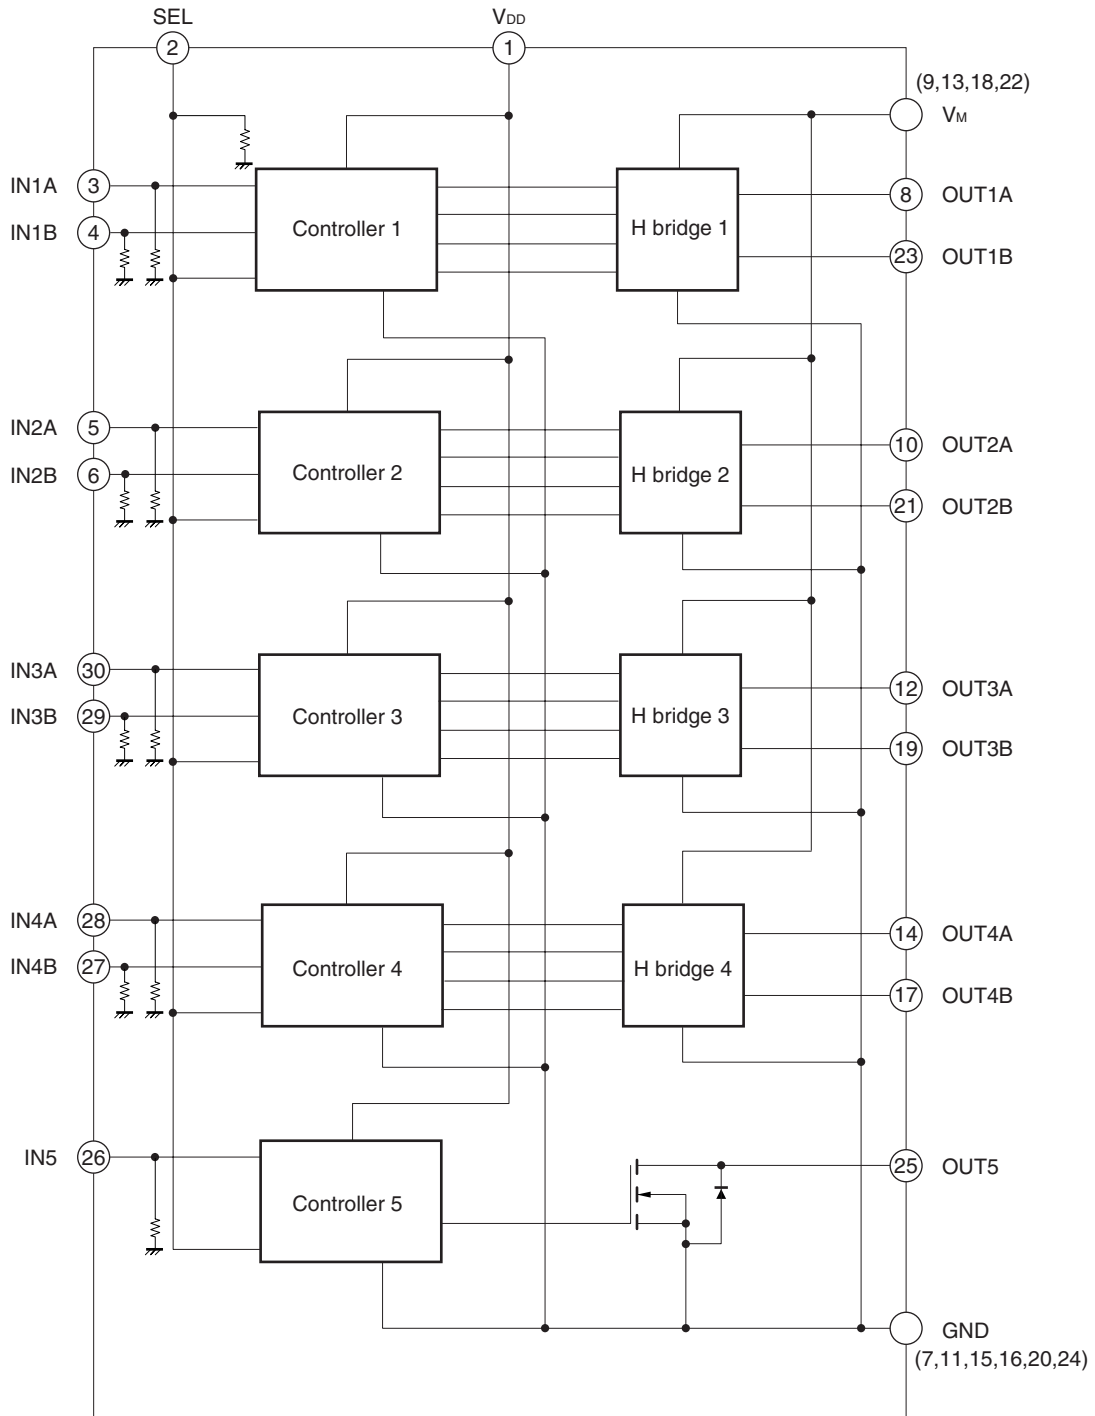 SEL
VDD
2
1
(9,13,18,22)
VM
IN1A
3
8
OUT1A
IN1B
4
Controller 1
H bridge 1
23
OUT1B
IN2A
5
10
OUT2A
IN2B
6
Controller 2
H bridge 2
21
OUT2B
IN3A
30
12
OUT3A
IN3B
29
Controller 3
H bridge 3
19
OUT3B
IN4A
28
14
OUT4A
IN4B
27
Controller 4
H bridge 4
17
OUT4B
IN5
26
25
OUT5
Controller 5
GND
(7,11,15,16,20,24)